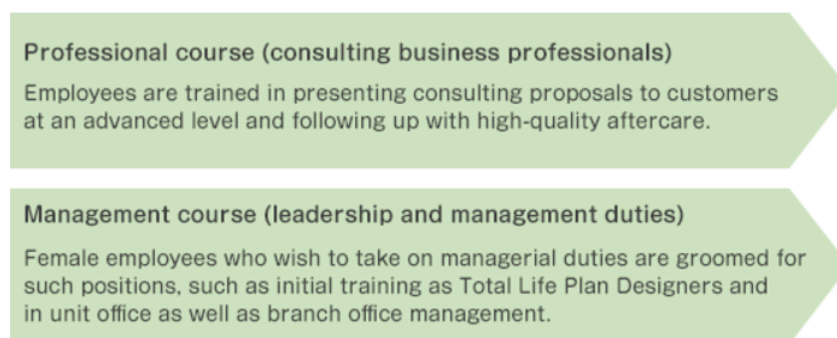 Professional course (consulting business professionals)
Employees are trained in presenting consulting proposals to customers
at an advanced level and following up with high-quality aftercare.
Management course (leadership and management duties)
Female employees who wish to take on managerial duties are groomed for
such positions, such as initial training as Total Life Plan Designers and
in unit office as well as branch office management.